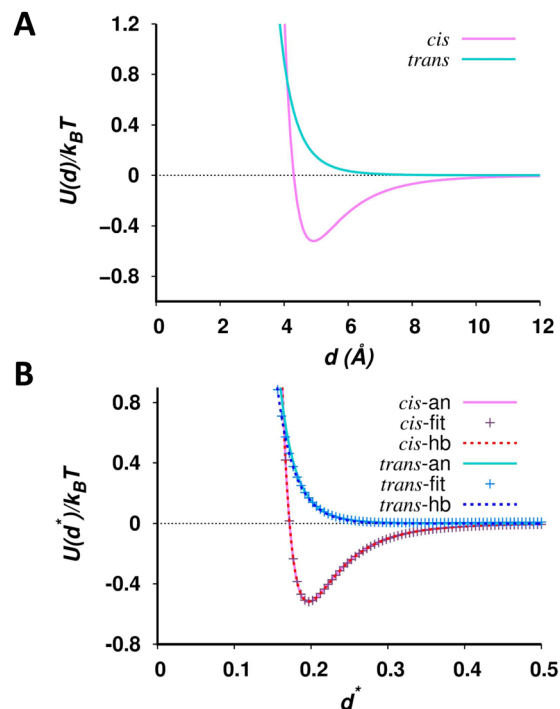 A
U(d)/k_BT
1.2
0.8
0.4
0
−0.4
−0.8
cis
trans
0 2 4 6 8 10 12
d (Å)
B
U(d*)/k_BT
0.8
0.4
0
-0.4
-0.8
cis-an
cis-fit
cis-hb
trans-an
trans-fit
trans-hb
0 0.1 0.2 0.3 0.4 0.5
d*